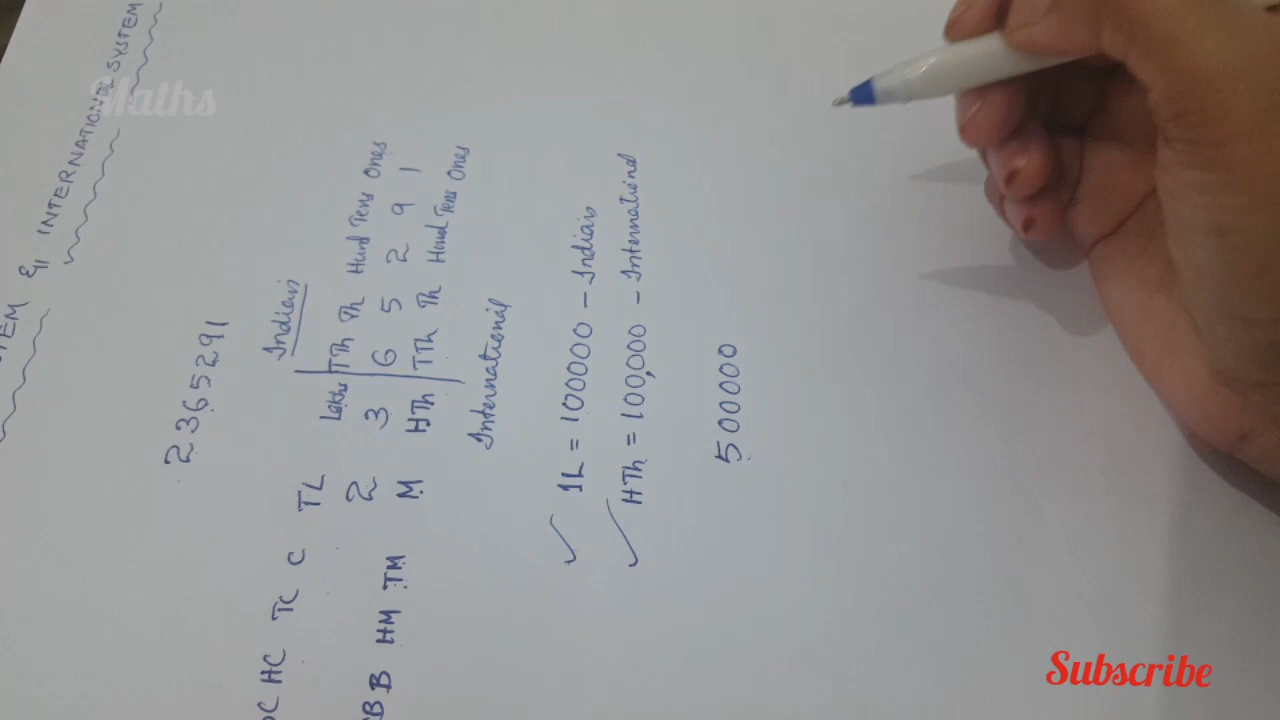 & INTERNATIONAL SYSTEM
Maths
2365291
Indian
HC TC C TL Lakhs TTh Th Hund Tens Ones
2 3 6 5 2 9 1
B HM TM M HTh TTh Th Hund Tens Ones
International
1L = 100000 - Indian
HTh = 100,000 - International
500000
Subscribe